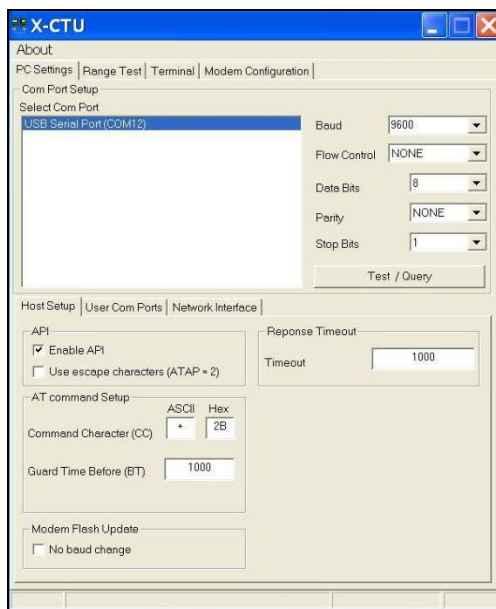 X-CTU
About
PC Settings Range Test Terminal Modem Configuration
Com Port Setup
Select Com Port
USB Serial Port (COM12)
Baud 9600
Flow Control NONE
Data Bits 8
Parity NONE
Stop Bits 1
Test / Query
Host Setup User Com Ports Network Interface
API
Enable API
Use escape characters (ATAP = 2)
Reponse Timeout
Timeout 1000
AT command Setup
ASCII Hex
Command Character (CC) + 2B
Guard Time Before (BT) 1000
Modem Flash Update
No baud change